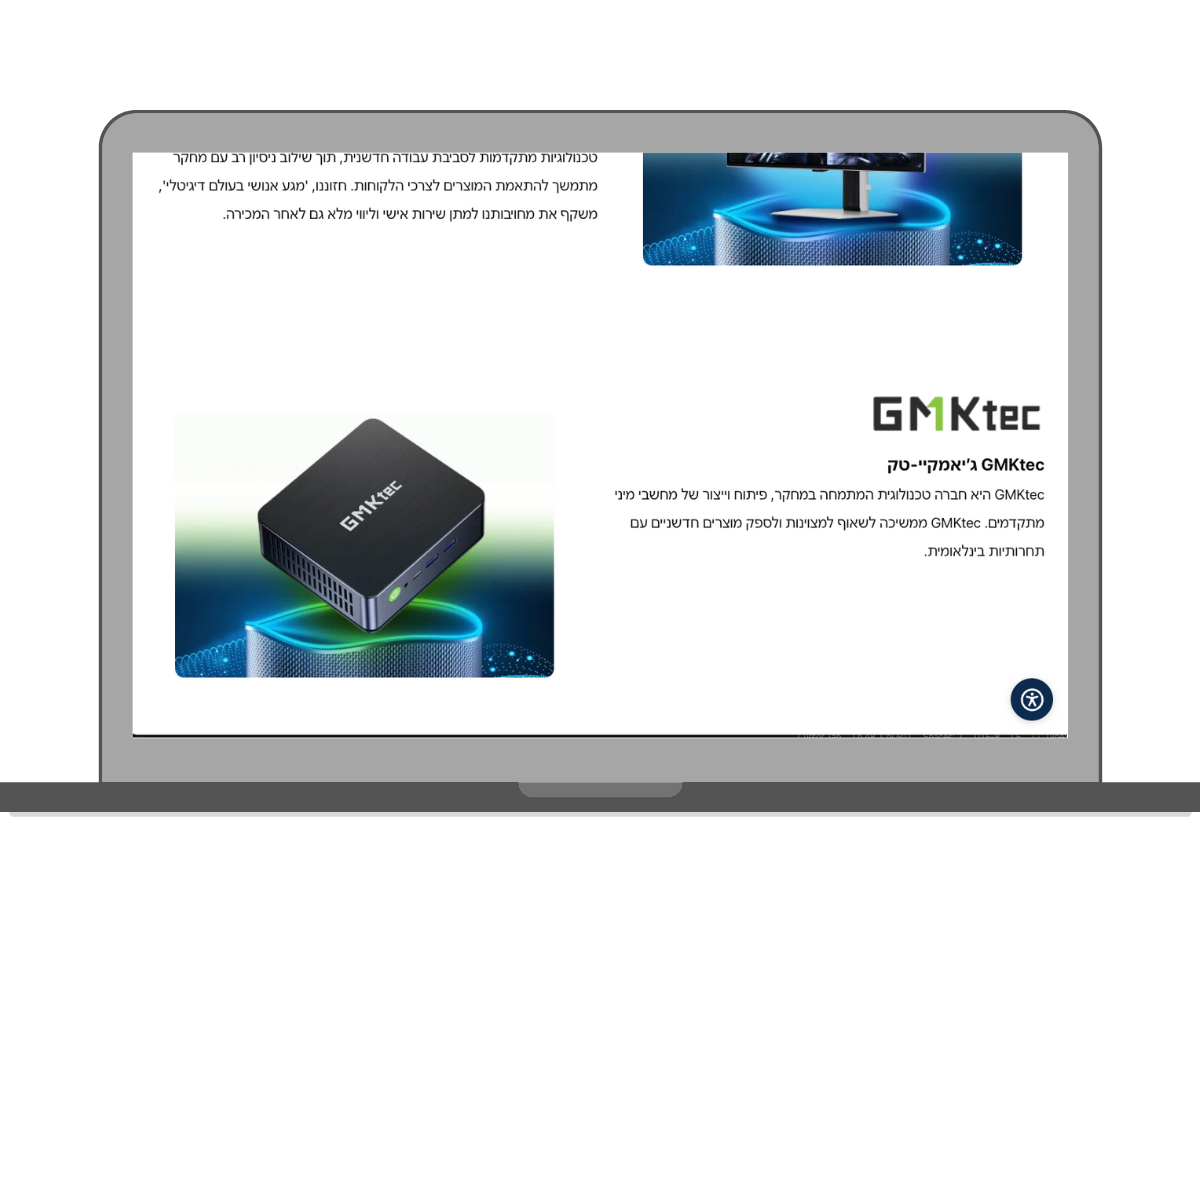 טכנולוגיות מתקדמות לסביבת עבודה חדשנית, תוך שילוב ניסיון רב עם מחקר
מתמשך להתאמת המוצרים לצרכי הלקוחות. חזוננו, 'מגע אנושי בעולם דיגיטלי',
משקף את מחויבותנו למתן שירות אישי וליווי מלא גם לאחר המכירה.
GMKtec
GMKtec ג'יאמקיי-טק
GMKtec היא חברה טכנולוגית המתמחה במחקר, פיתוח וייצור של מחשבי מיני
מתקדמים. GMKtec ממשיכה לשאוף למצוינות ולספק מוצרים חדשניים עם
תחרותיות בינלאומית.
GMKtec